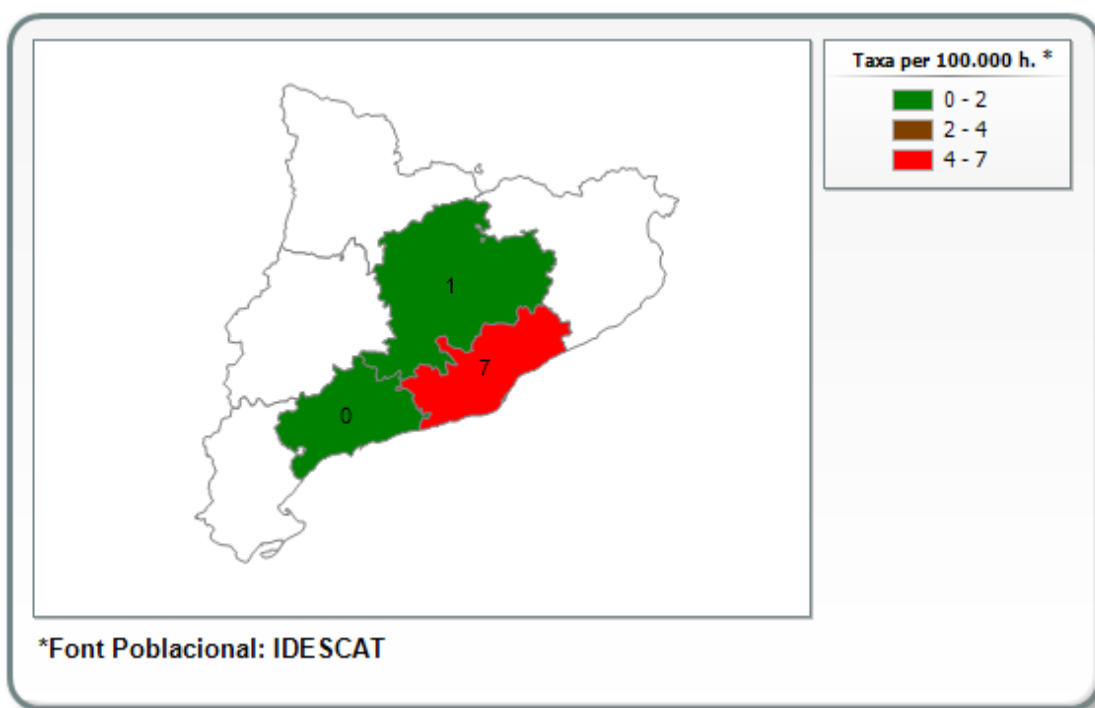 Taxa per 100.000 h. *
0 - 2
2 - 4
4 - 7
1
7
0
*Font Poblacional: IDESCAT